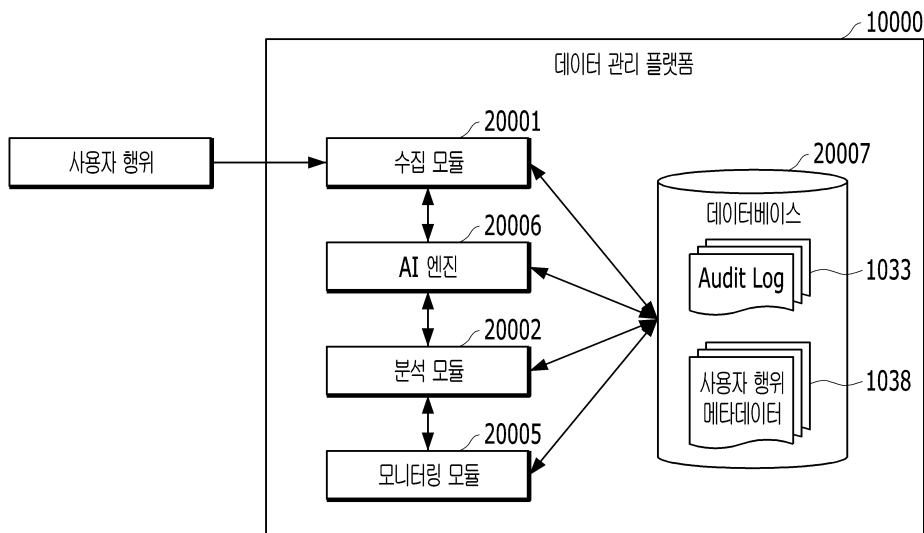 10000
데이터 관리 플랫폼
사용자 행위
20001
수집 모듈
20006
AI 엔진
20002
분석 모듈
20005
모니터링 모듈
20007
데이터베이스
Audit Log
1033
사용자 행위
메타데이터
1038